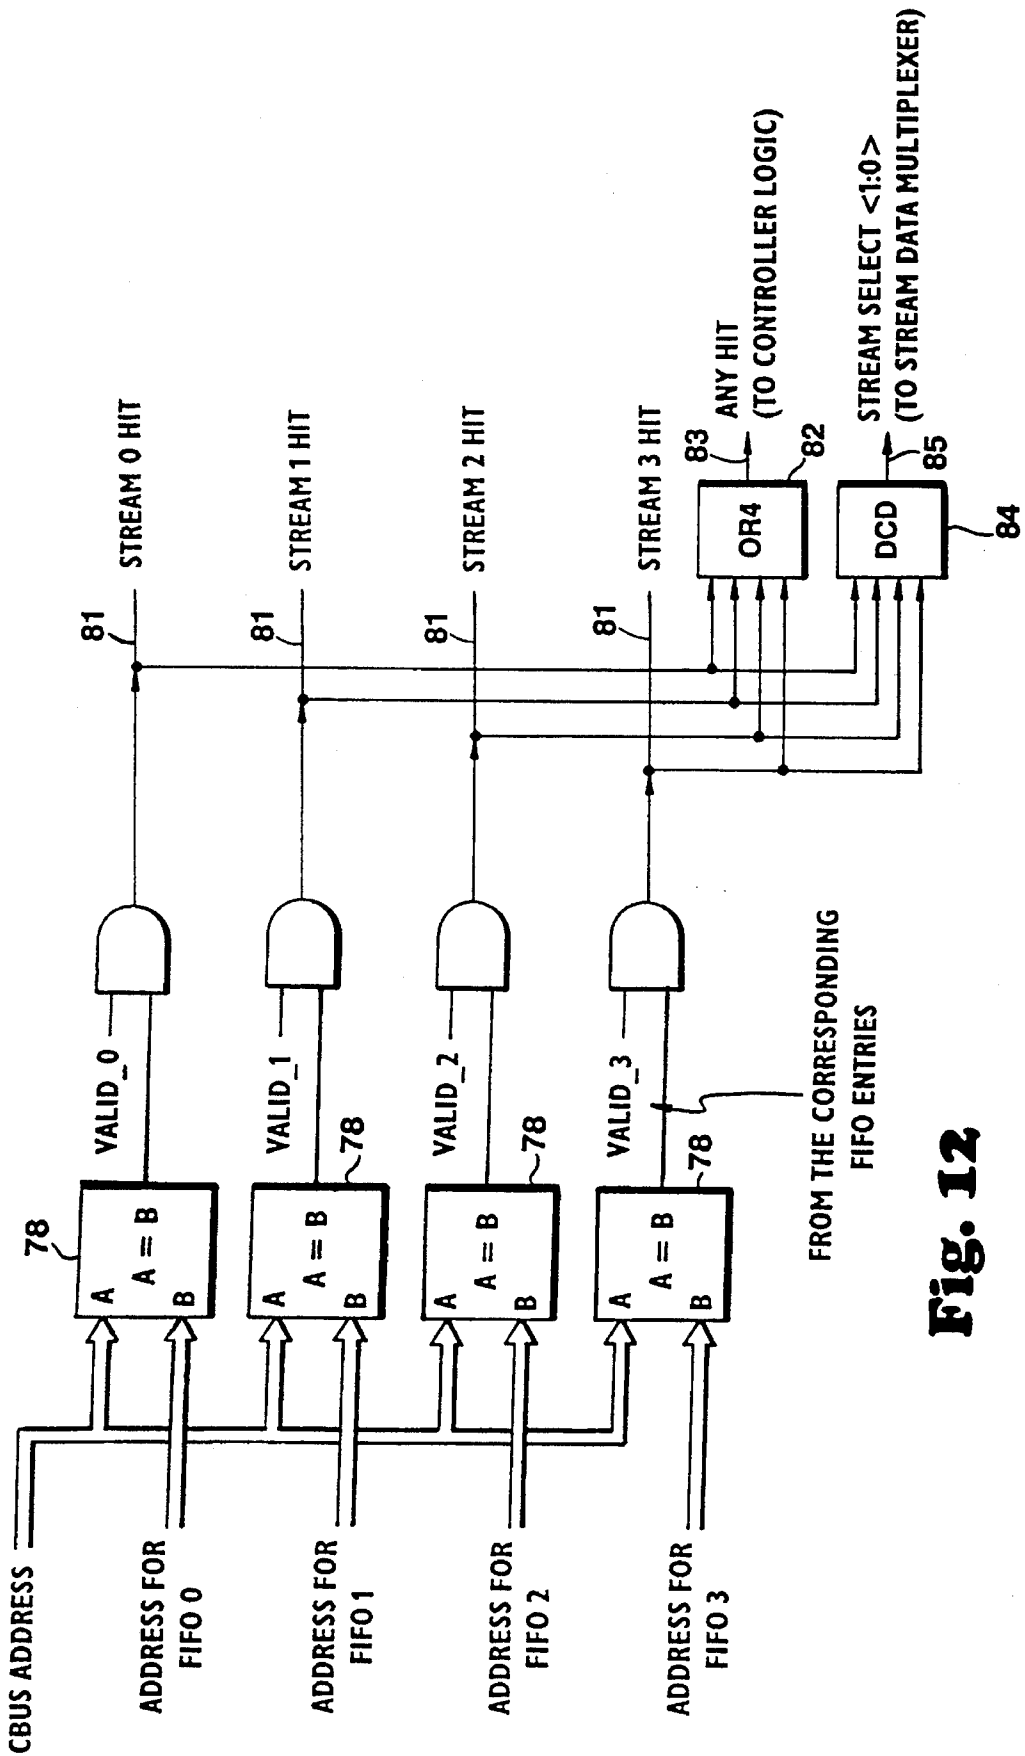 CBUS ADDRESS
ADDRESS FOR
FIFO 0
78
A
A = B
B
VALID_0
81
STREAM 0 HIT
ADDRESS FOR
FIFO 1
A
A = B
B
78
VALID_1
81
STREAM 1 HIT
ADDRESS FOR
FIFO 2
A
A = B
B
78
VALID_2
81
STREAM 2 HIT
ADDRESS FOR
FIFO 3
A
A = B
B
78
VALID_3
81
STREAM 3 HIT
OR4
82
83
ANY HIT
(TO CONTROLLER LOGIC)
DCD
84
85
STREAM SELECT <1:0>
(TO STREAM DATA MULTIPLEXER)
FROM THE CORRESPONDING
FIFO ENTRIES
Fig. 12